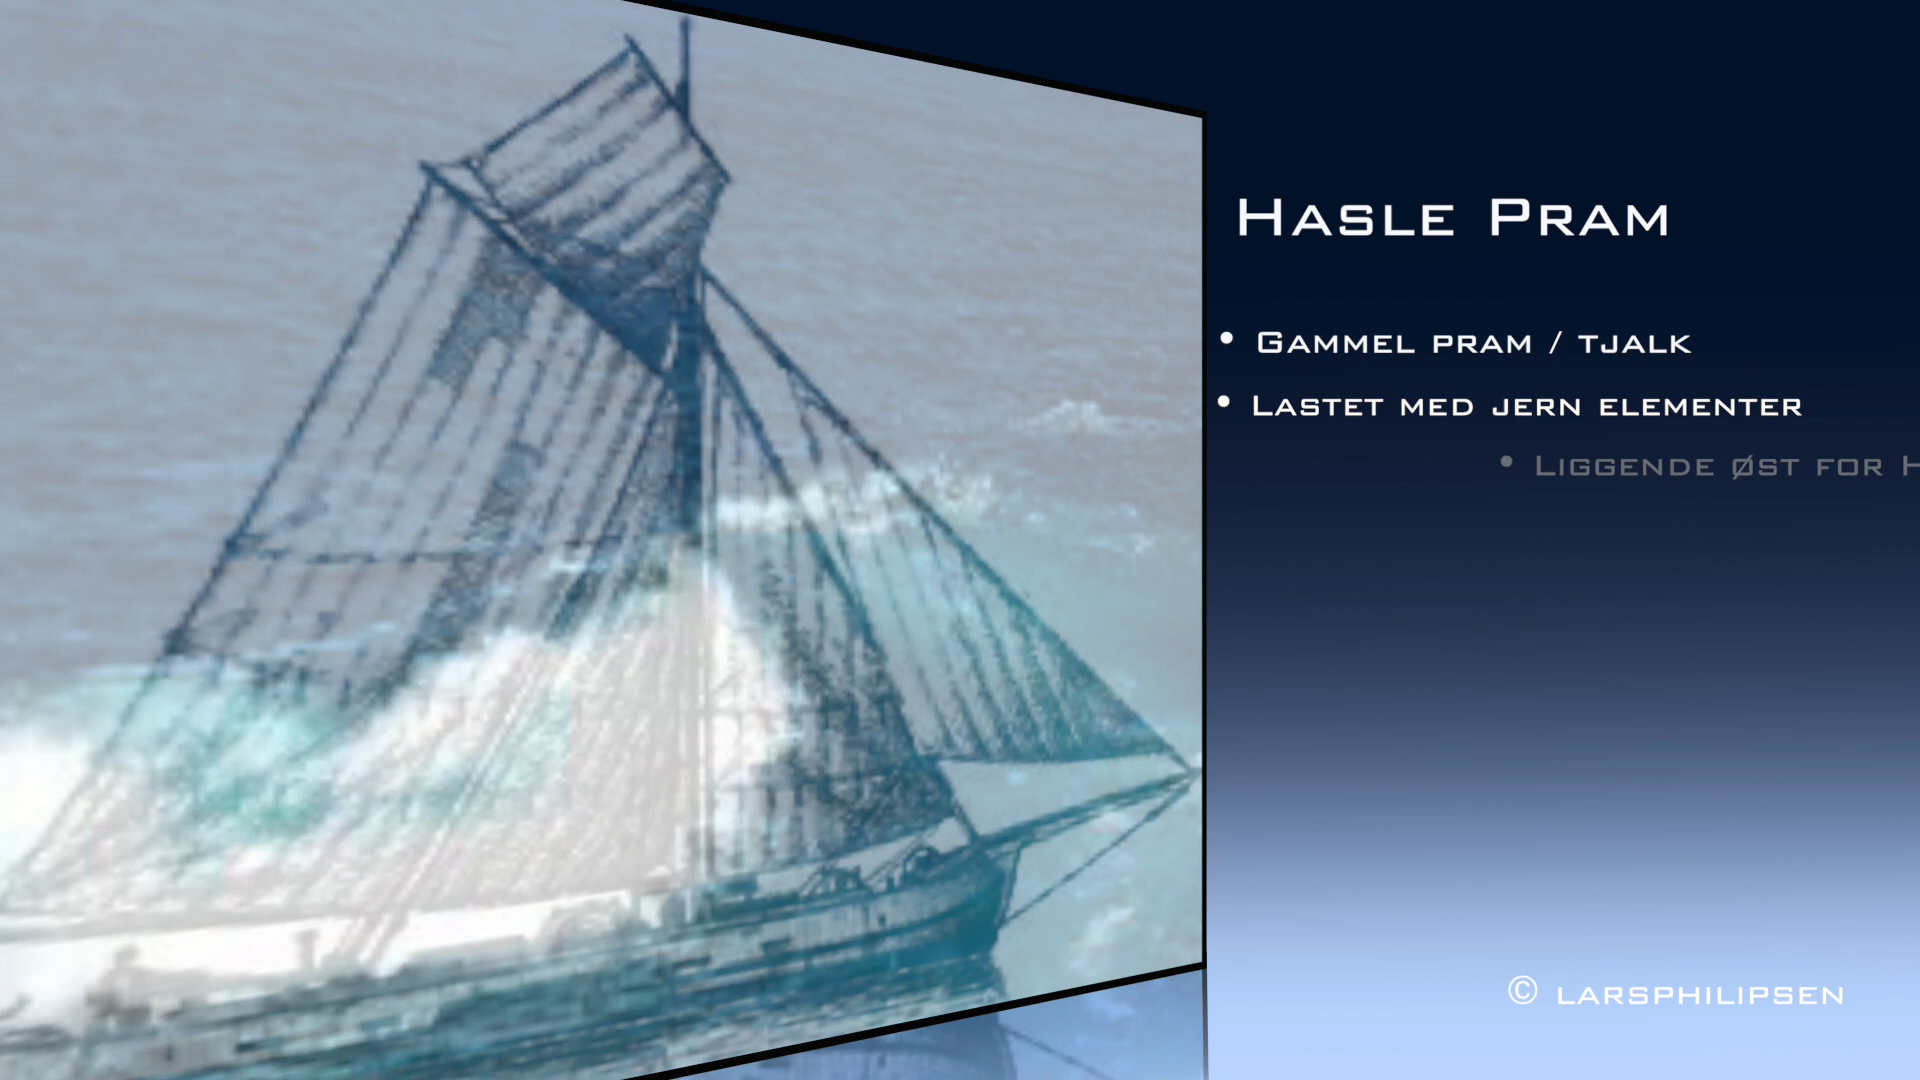 Hasle Pram
• Gammel pram / tjalk
• Lastet med jern elementer
• Liggende øst for H
© larsphilipsen